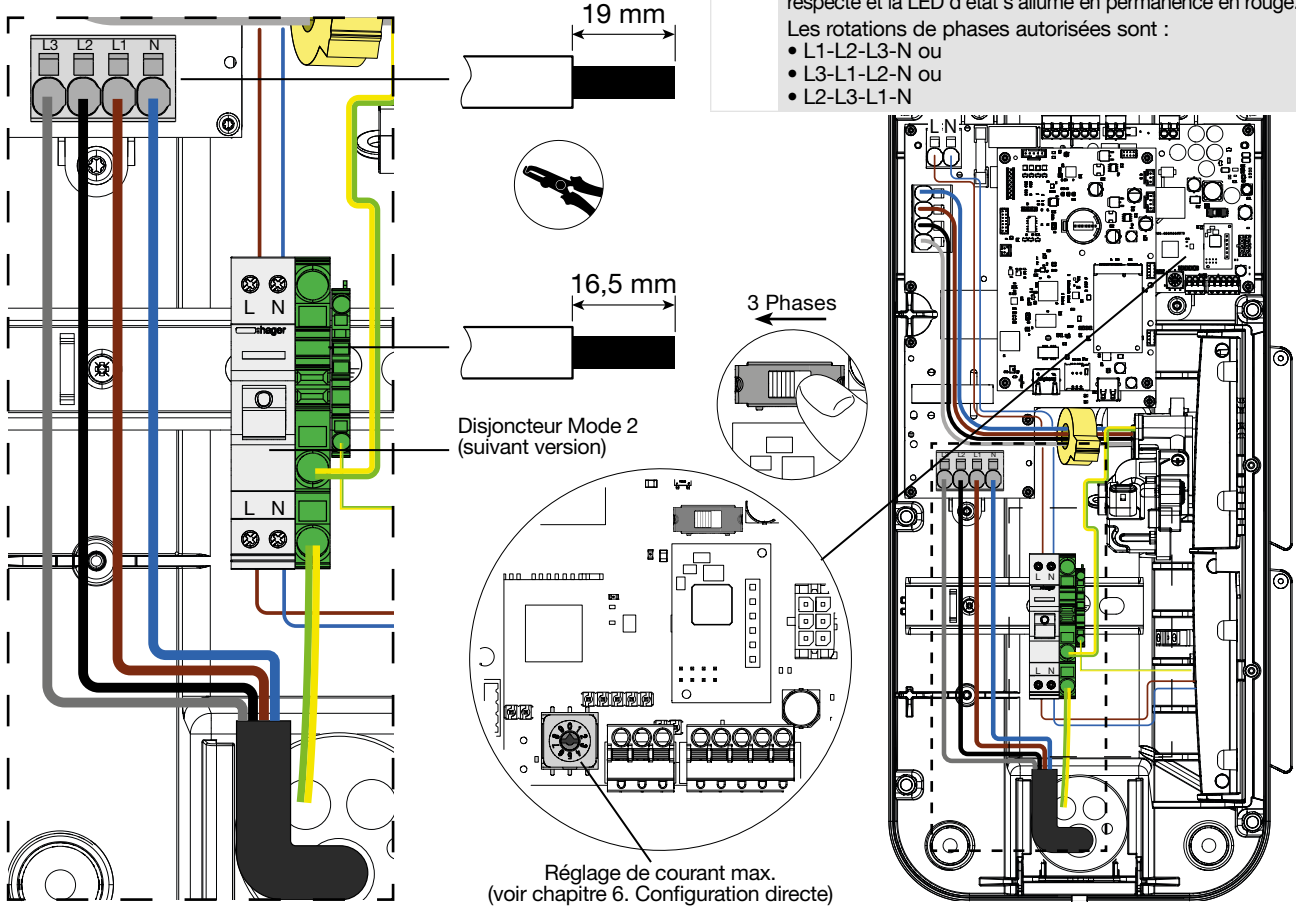 respecté et la LED d'état s'allume en permanence en rouge.
Les rotations de phases autorisées sont :
• L1-L2-L3-N ou
• L3-L1-L2-N ou
• L2-L3-L1-N
19 mm
L3 L2 L1 N
16,5 mm
L N
hager
L N
Disjoncteur Mode 2
(suivant version)
3 Phases
Réglage de courant max.
(voir chapitre 6. Configuration directe)
L N
L2 L1 N
L N
L N